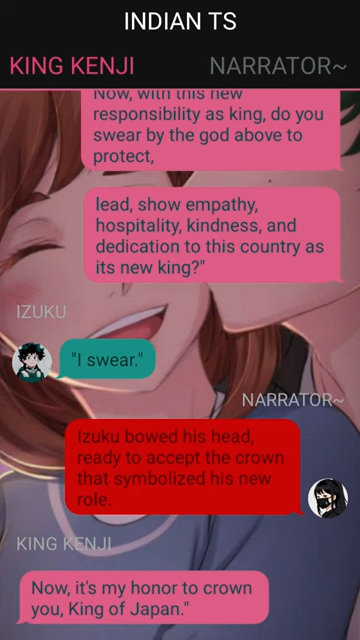 INDIAN TS
KING KENJI NARRATOR~
Now, with this new
responsibility as king, do you
swear by the god above to
protect,
lead, show empathy,
hospitality, kindness, and
dedication to this country as
its new king?"
IZUKU
"I swear."
NARRATOR~
Izuku bowed his head,
ready to accept the crown
that symbolized his new
role.
KING KENJI
Now, it's my honor to crown
you, King of Japan."